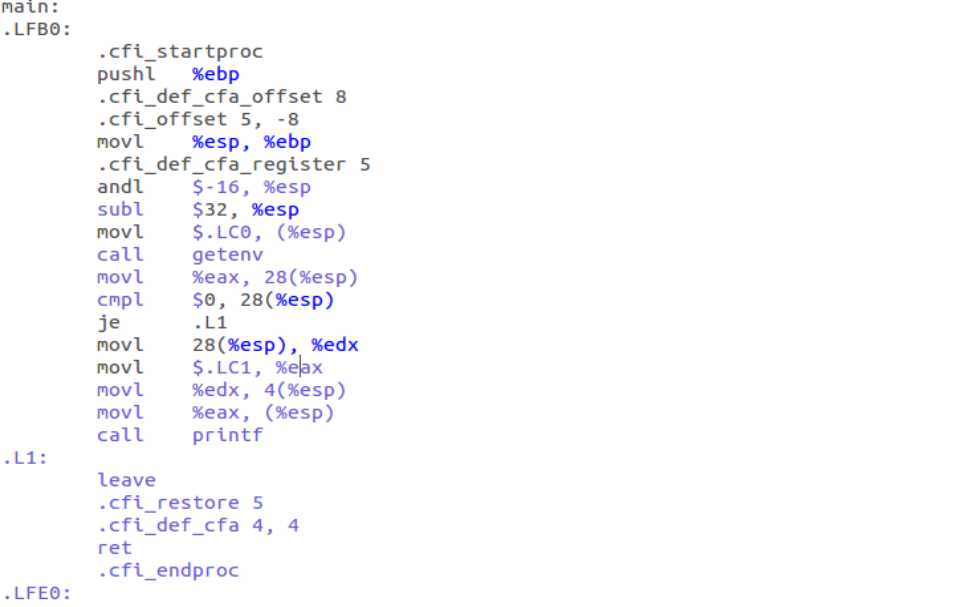 main:
.LFB0:
        .cfi_startproc
        pushl   %ebp
        .cfi_def_cfa_offset 8
        .cfi_offset 5, -8
        movl    %esp, %ebp
        .cfi_def_cfa_register 5
        andl    $-16, %esp
        subl    $32, %esp
        movl    $.LC0, (%esp)
        call    getenv
        movl    %eax, 28(%esp)
        cmpl    $0, 28(%esp)
        je      .L1
        movl    28(%esp), %edx
        movl    $.LC1, %eax
        movl    %edx, 4(%esp)
        movl    %eax, (%esp)
        call    printf
.L1:
        leave
        .cfi_restore 5
        .cfi_def_cfa 4, 4
        ret
        .cfi_endproc
.LFE0: